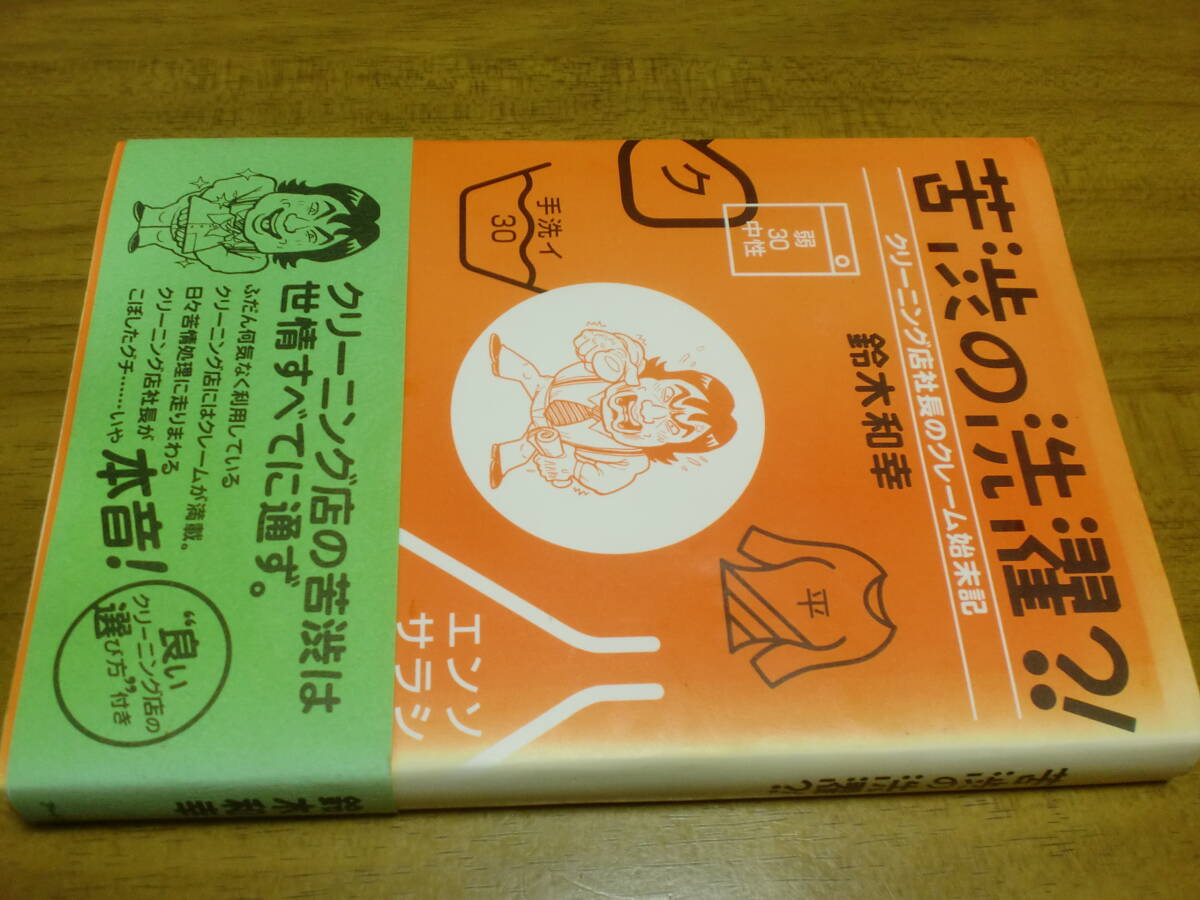 苦渋の洗濯?!
クリーニング店社長のクレーム始末記
鈴木和幸
ク
弱
30
中性
手洗イ
30
平
エンソ
サラシ
クリーニング店の苦渋は
世情すべてに通ず。
ふだん何気なく利用している
クリーニング店にはクレームが満載。
日々苦情処理に走りまわる
クリーニング店社長が
こぼしたグチ……いや本音!
“良い
クリーニング店の
選び方”付き
苦渋の洗濯?!
鈴木和幸